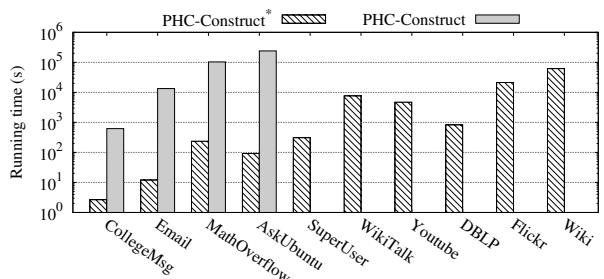 PHC-Construct* PHC-Construct
10^6
10^5
10^4
10^3
10^2
10^1
10^0
Running time (s)
CollegeMsg
Email
MathOverflow
AskUbuntu
SuperUser
WikiTalk
Youtube
DBLP
Flickr
Wiki